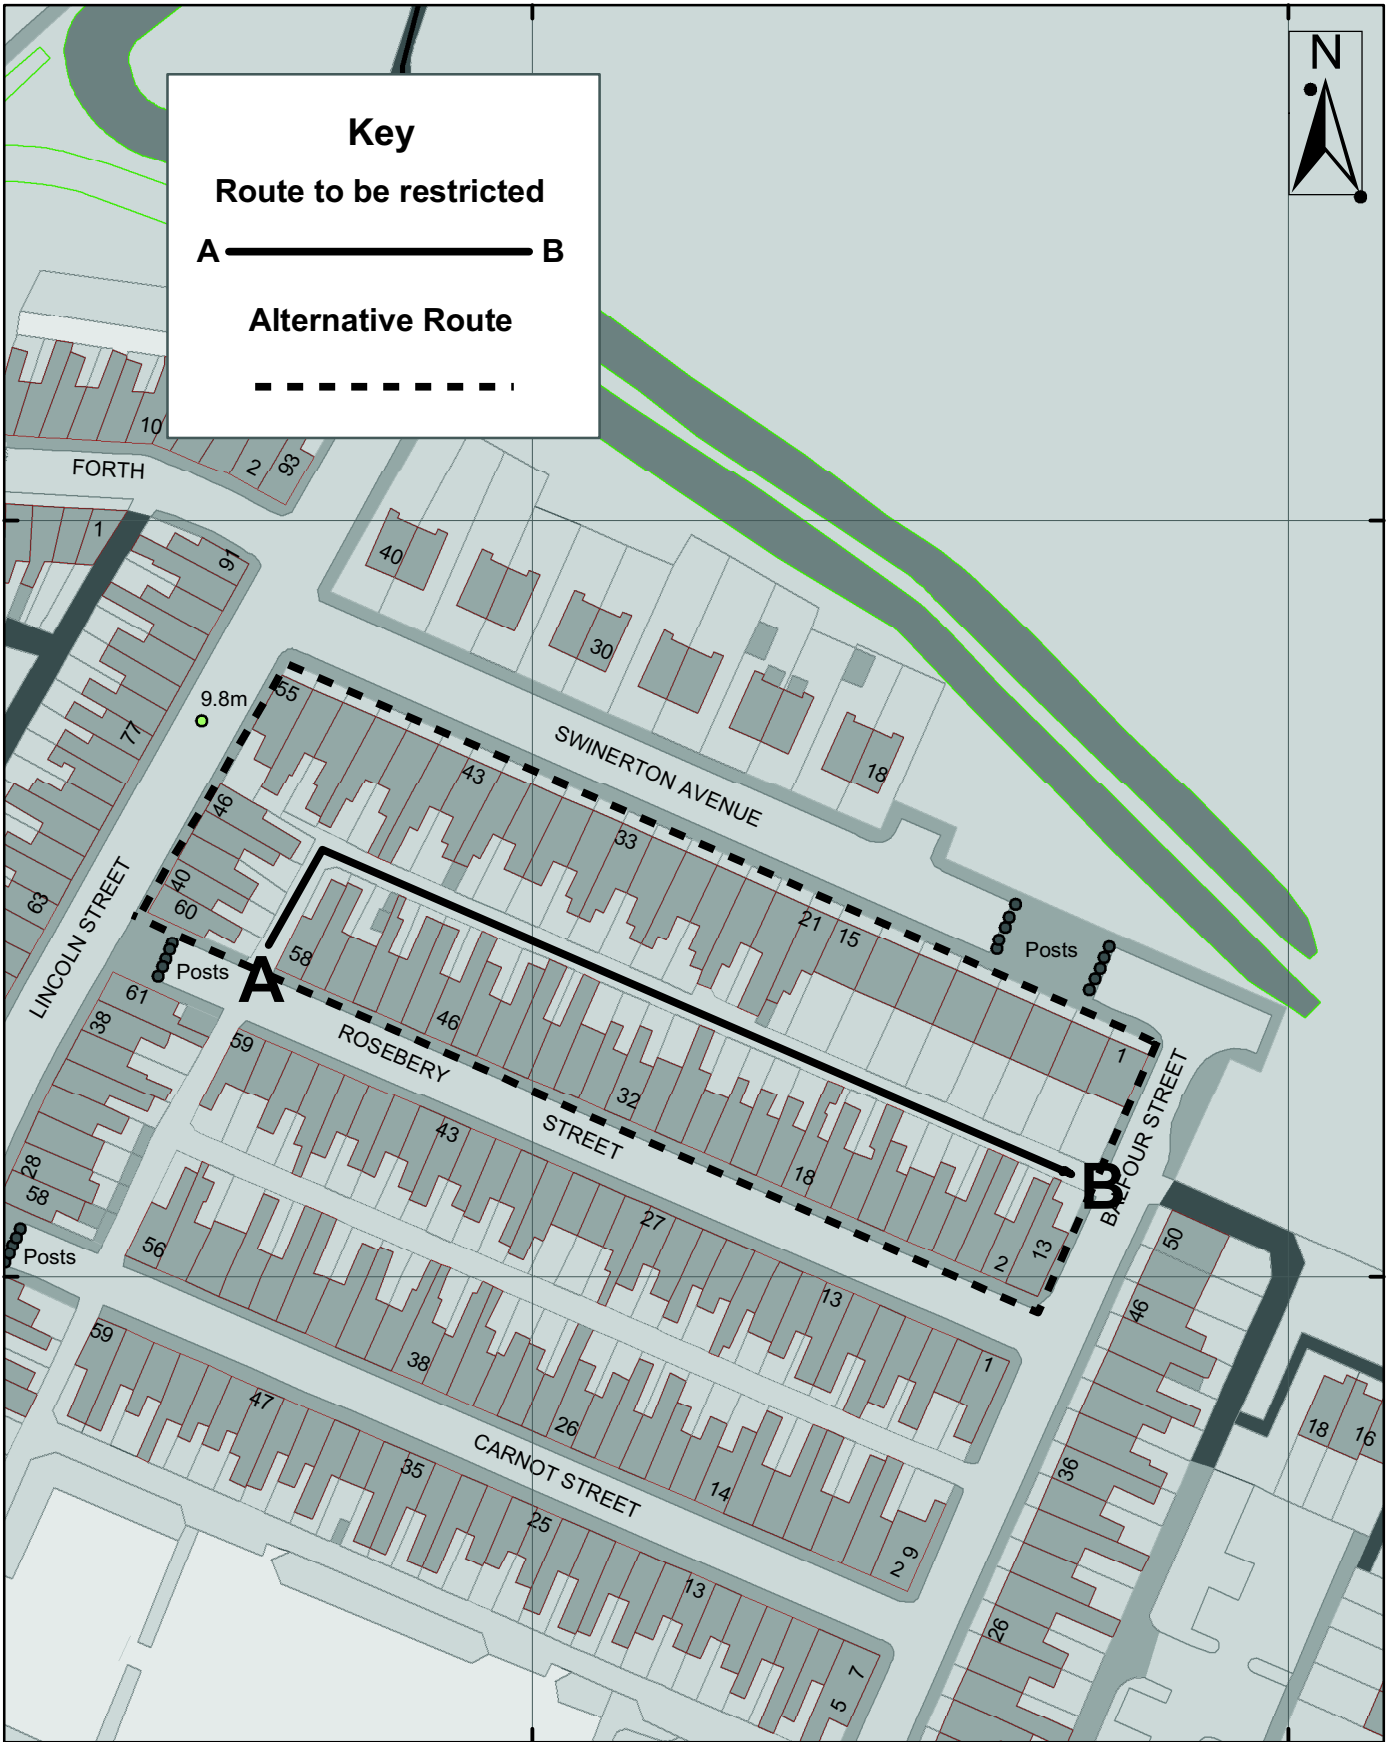 N
Key
Route to be restricted
A B
Alternative Route
10
2
93
FORTH
1
91
40
30
18
9.8m
55
77
SWINERTON AVENUE
43
46
33
40
60
63
21
15
LINCOLN STREET
Posts
Posts
58
A
61
38
46
59
ROSEBERY
STREET
1
BALFOUR STREET
32
43
18
B
28
58
27
2
13
50
Posts
56
13
46
59
38
1
47
26
CARNOT STREET
18
16
35
14
36
25
9
2
13
26
7
5